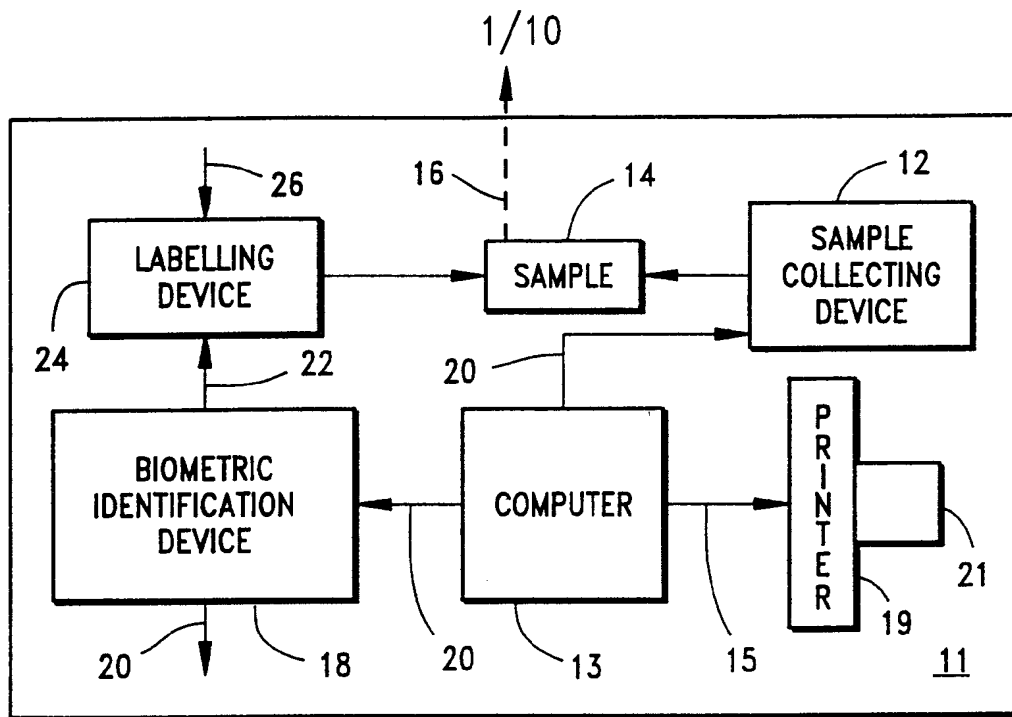 1/10
26
16
14
12
LABELLING
DEVICE
SAMPLE
SAMPLE
COLLECTING
DEVICE
24
22
20
BIOMETRIC
IDENTIFICATION
DEVICE
COMPUTER
PRINTER
21
20
18
20
13
15
19
11